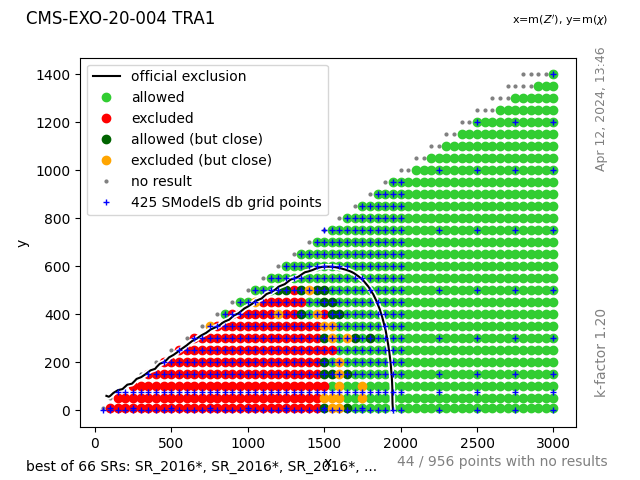 CMS-EXO-20-004 TRA1
x=m(Z′), y=m(χ)
official exclusion
allowed
excluded
allowed (but close)
excluded (but close)
no result
425 SModelS db grid points
Apr 12, 2024, 13:46
k-factor 1.20
y
1400
1200
1000
800
600
400
200
0
0 500 1000 1500 2000 2500 3000
x
best of 66 SRs: SR_2016*, SR_2016*, SR_2016*, ...
44 / 956 points with no results